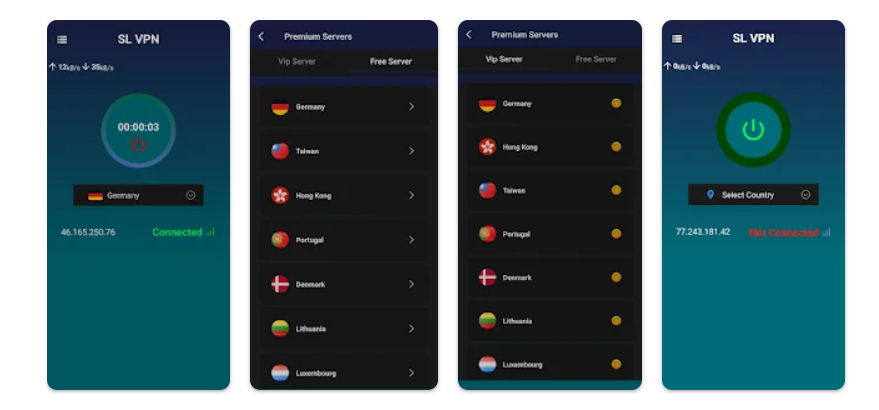 SL VPN
↑ 12kB/s ↓ 35kB/s
00:00:03
Germany
46.165.250.76 Connected
Premium Servers
Vip Server Free Server
Germany
Taiwan
Hong Kong
Portugal
Denmark
Lithuania
Luxembourg
Premium Servers
Vip Server Free Server
Germany
Hong Kong
Taiwan
Portugal
Denmark
Lithuania
Luxembourg
SL VPN
↑ 0kB/s ↓ 0kB/s
Select Country
77.243.181.42 Not Connected